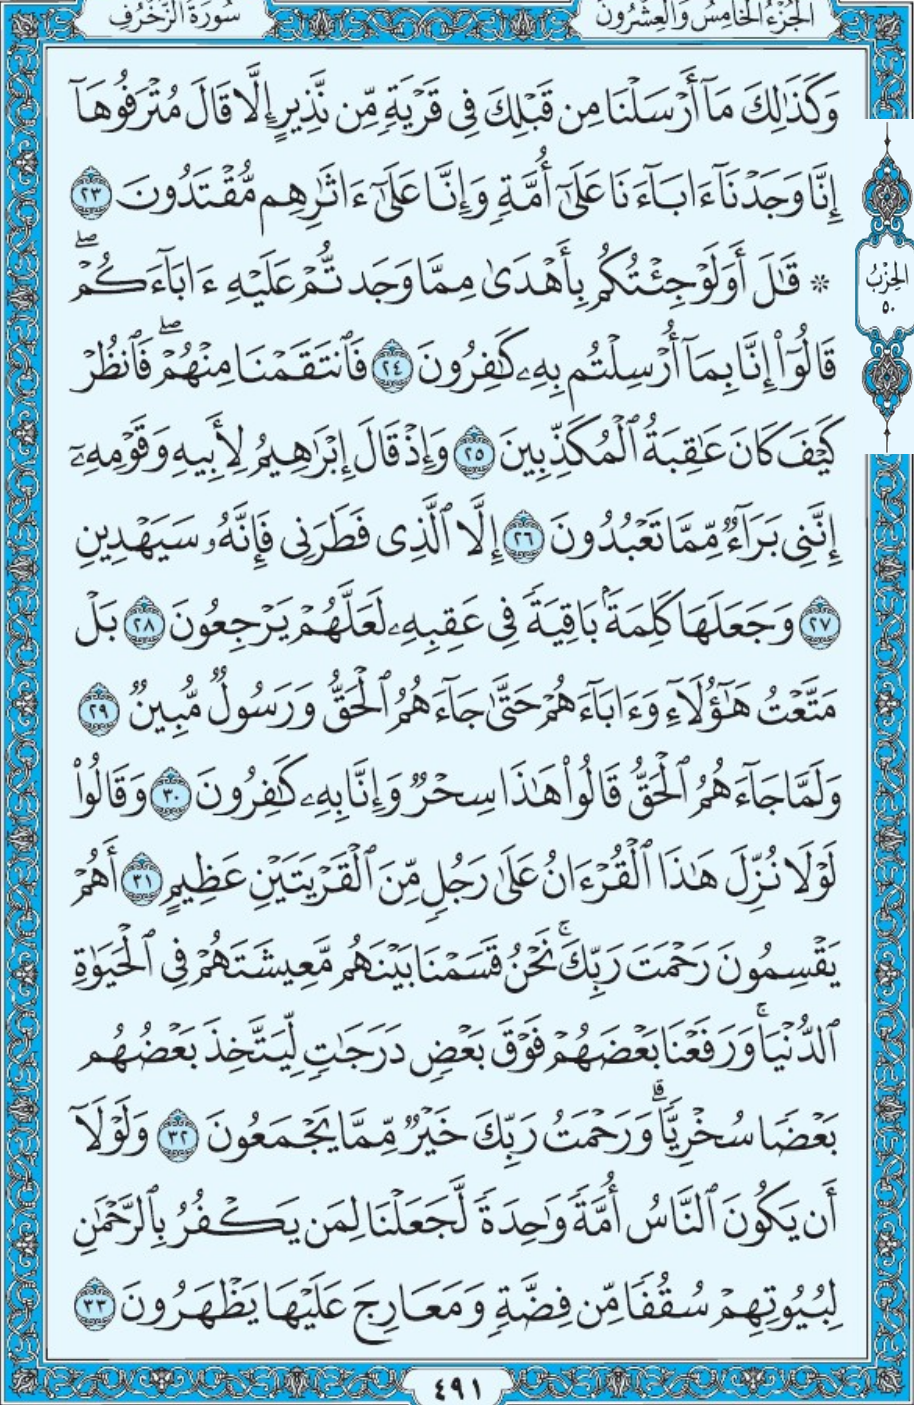 الجُزْءُ الخَامِسُ وَالعِشْرُونَ
سُورَةُ الزُّخْرُفِ
وَكَذَٰلِكَ مَآ أَرْسَلْنَا مِن قَبْلِكَ فِى قَرْيَةٍ مِّن نَّذِيرٍ إِلَّا قَالَ مُتْرَفُوهَآ
إِنَّا وَجَدْنَآ ءَابَآءَنَا عَلَىٰٓ أُمَّةٍ وَإِنَّا عَلَىٰٓ ءَاثَٰرِهِم مُّقْتَدُونَ ٢٣
۞ قَٰلَ أَوَلَوْ جِئْتُكُم بِأَهْدَىٰ مِمَّا وَجَدتُّمْ عَلَيْهِ ءَابَآءَكُمْ ۖ
قَالُوٓا۟ إِنَّا بِمَآ أُرْسِلْتُم بِهِۦ كَٰفِرُونَ ٢٤ فَٱنتَقَمْنَا مِنْهُمْ ۖ فَٱنظُرْ
كَيْفَ كَانَ عَٰقِبَةُ ٱلْمُكَذِّبِينَ ٢٥ وَإِذْ قَالَ إِبْرَٰهِيمُ لِأَبِيهِ وَقَوْمِهِۦٓ
إِنَّنِى بَرَآءٌ مِّمَّا تَعْبُدُونَ ٢٦ إِلَّا ٱلَّذِى فَطَرَنِى فَإِنَّهُۥ سَيَهْدِينِ
٢٧ وَجَعَلَهَا كَلِمَةًۢ بَاقِيَةً فِى عَقِبِهِۦ لَعَلَّهُمْ يَرْجِعُونَ ٢٨ بَلْ
مَتَّعْتُ هَٰٓؤُلَآءِ وَءَابَآءَهُمْ حَتَّىٰ جَآءَهُمُ ٱلْحَقُّ وَرَسُولٌ مُّبِينٌ ٢٩
وَلَمَّا جَآءَهُمُ ٱلْحَقُّ قَالُوا۟ هَٰذَا سِحْرٌ وَإِنَّا بِهِۦ كَٰفِرُونَ ٣٠ وَقَالُوا۟
لَوْلَا نُزِّلَ هَٰذَا ٱلْقُرْءَانُ عَلَىٰ رَجُلٍ مِّنَ ٱلْقَرْيَتَيْنِ عَظِيمٍ ٣١ أَهُمْ
يَقْسِمُونَ رَحْمَتَ رَبِّكَ ۚ نَحْنُ قَسَمْنَا بَيْنَهُم مَّعِيشَتَهُمْ فِى ٱلْحَيَوٰةِ
ٱلدُّنْيَا ۚ وَرَفَعْنَا بَعْضَهُمْ فَوْقَ بَعْضٍ دَرَجَٰتٍ لِّيَتَّخِذَ بَعْضُهُم
بَعْضًا سُخْرِيًّا ۗ وَرَحْمَتُ رَبِّكَ خَيْرٌ مِّمَّا يَجْمَعُونَ ٣٢ وَلَوْلَآ
أَن يَكُونَ ٱلنَّاسُ أُمَّةً وَٰحِدَةً لَّجَعَلْنَا لِمَن يَكْفُرُ بِٱلرَّحْمَٰنِ
لِبُيُوتِهِمْ سُقُفًا مِّن فِضَّةٍ وَمَعَارِجَ عَلَيْهَا يَظْهَرُونَ ٣٣
الحِزْبُ
٥٠
٤٩١